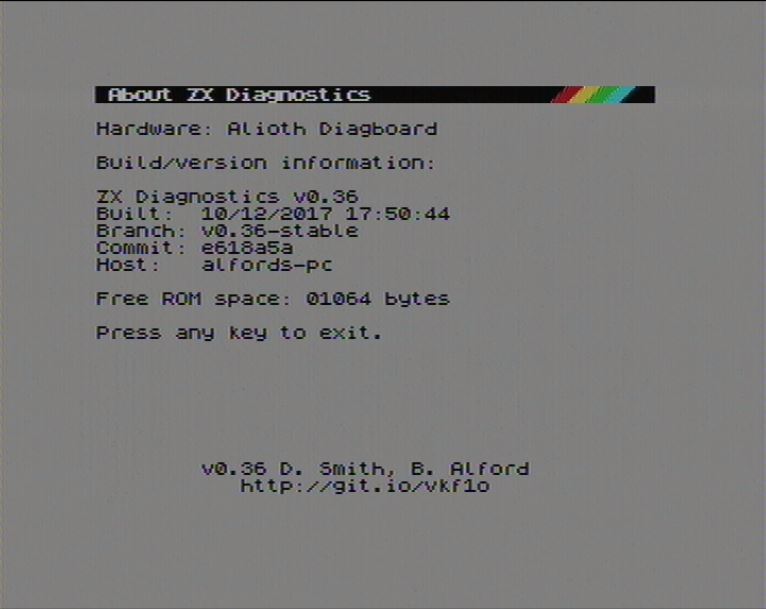 About ZX Diagnostics
Hardware: Alioth Diagboard
Build/version information:
ZX Diagnostics v0.36
Built: 10/12/2017 17:50:44
Branch: v0.36-stable
Commit: e618a5a
Host: alfords-pc
Free ROM space: 01064 bytes
Press any key to exit.
v0.36 D. Smith, B. Alford
http://git.io/vkf1o